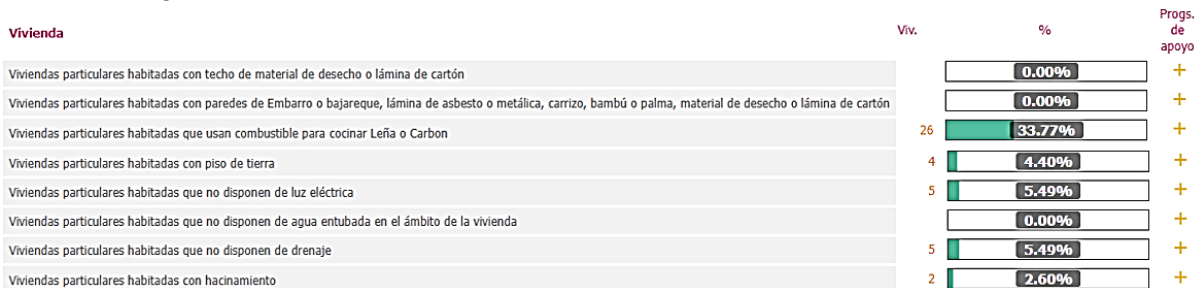 Vivienda Viv. % Progs. de apoyo
Viviendas particulares habitadas con techo de material de desecho o lámina de cartón 0.00% +
Viviendas particulares habitadas con paredes de Embarro o bajareque, lámina de asbesto o metálica, carrizo, bambú o palma, material de desecho o lámina de cartón 0.00% +
Viviendas particulares habitadas que usan combustible para cocinar Leña o Carbon 26 33.77% +
Viviendas particulares habitadas con piso de tierra 4 4.40% +
Viviendas particulares habitadas que no disponen de luz eléctrica 5 5.49% +
Viviendas particulares habitadas que no disponen de agua entubada en el ámbito de la vivienda 0.00% +
Viviendas particulares habitadas que no disponen de drenaje 5 5.49% +
Viviendas particulares habitadas con hacinamiento 2 2.60% +